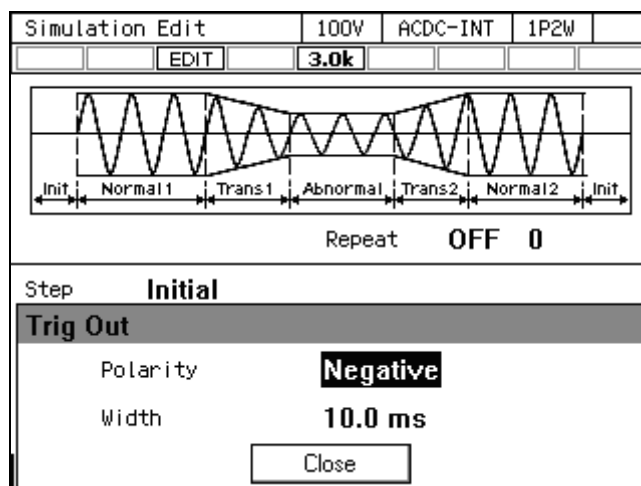 Simulation Edit 100V ACDC-INT 1P2W
EDIT 3.0k
Init Normal1 Trans1 Abnormal Trans2 Normal2 Init
Repeat OFF 0
Step Initial
Trig Out
Polarity Negative
Width 10.0 ms
Close